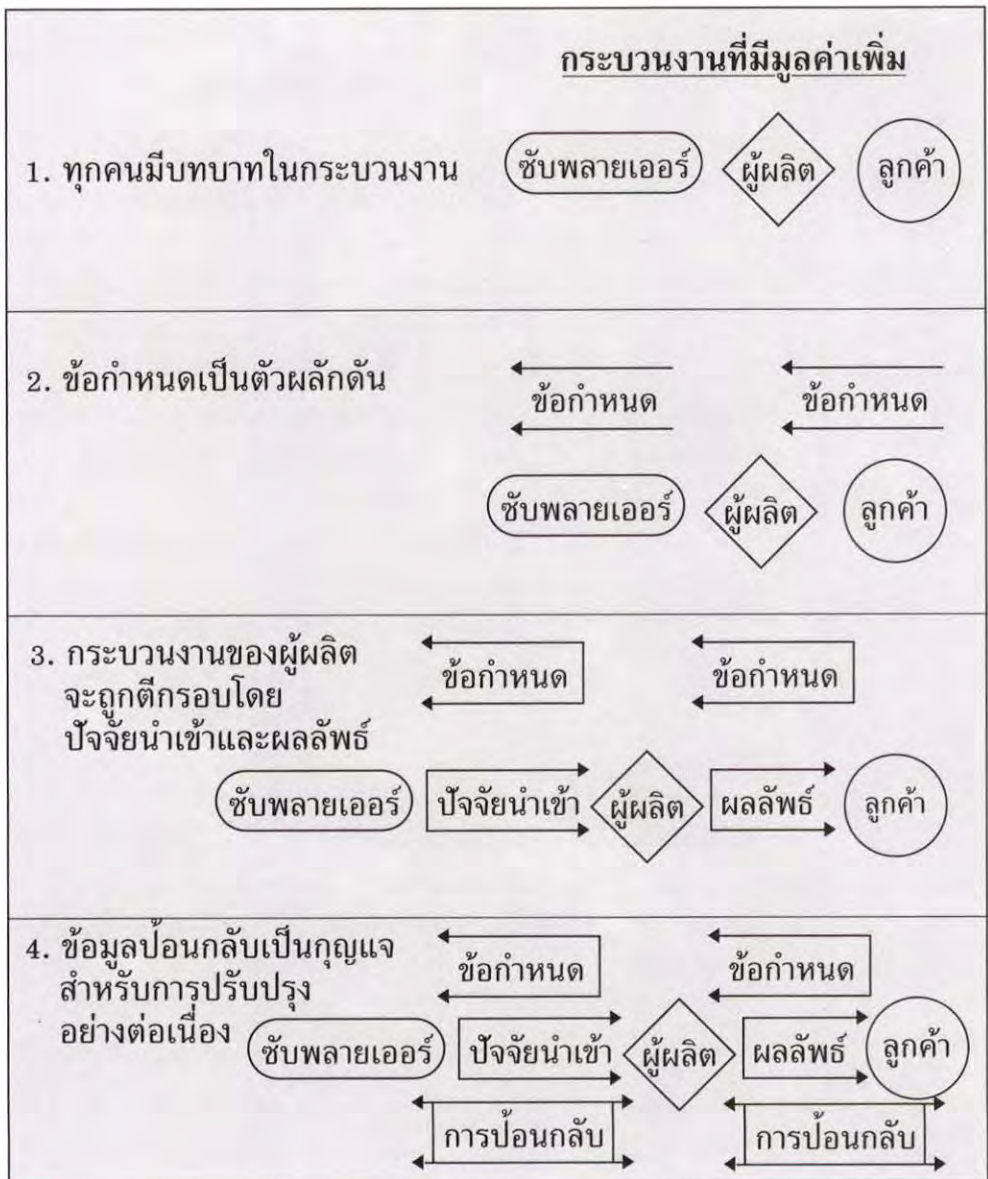 กระบวนงานที่มีมูลค่าเพิ่ม
1. ทุกคนมีบทบาทในกระบวนงาน
ซับพลายเออร์ ผู้ผลิต ลูกค้า
2. ข้อกำหนดเป็นตัวผลักดัน
ข้อกำหนด ข้อกำหนด
ซับพลายเออร์ ผู้ผลิต ลูกค้า
3. กระบวนงานของผู้ผลิต
จะถูกตีกรอบโดย
ปัจจัยนำเข้าและผลลัพธ์
ข้อกำหนด ข้อกำหนด
ซับพลายเออร์ ปัจจัยนำเข้า ผู้ผลิต ผลลัพธ์ ลูกค้า
4. ข้อมูลป้อนกลับเป็นกุญแจ
สำหรับการปรับปรุง
อย่างต่อเนื่อง
ข้อกำหนด ข้อกำหนด
ซับพลายเออร์ ปัจจัยนำเข้า ผู้ผลิต ผลลัพธ์ ลูกค้า
การป้อนกลับ การป้อนกลับ